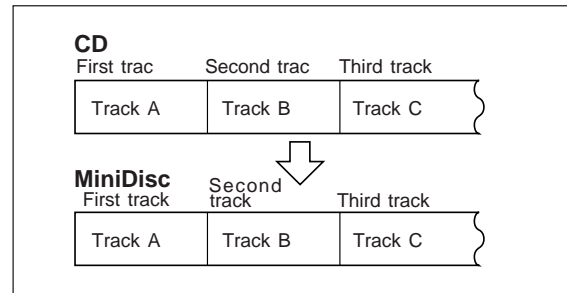 CD
First trac Second trac Third track
Track A Track B Track C
MiniDisc
First track Second track Third track
Track A Track B Track C